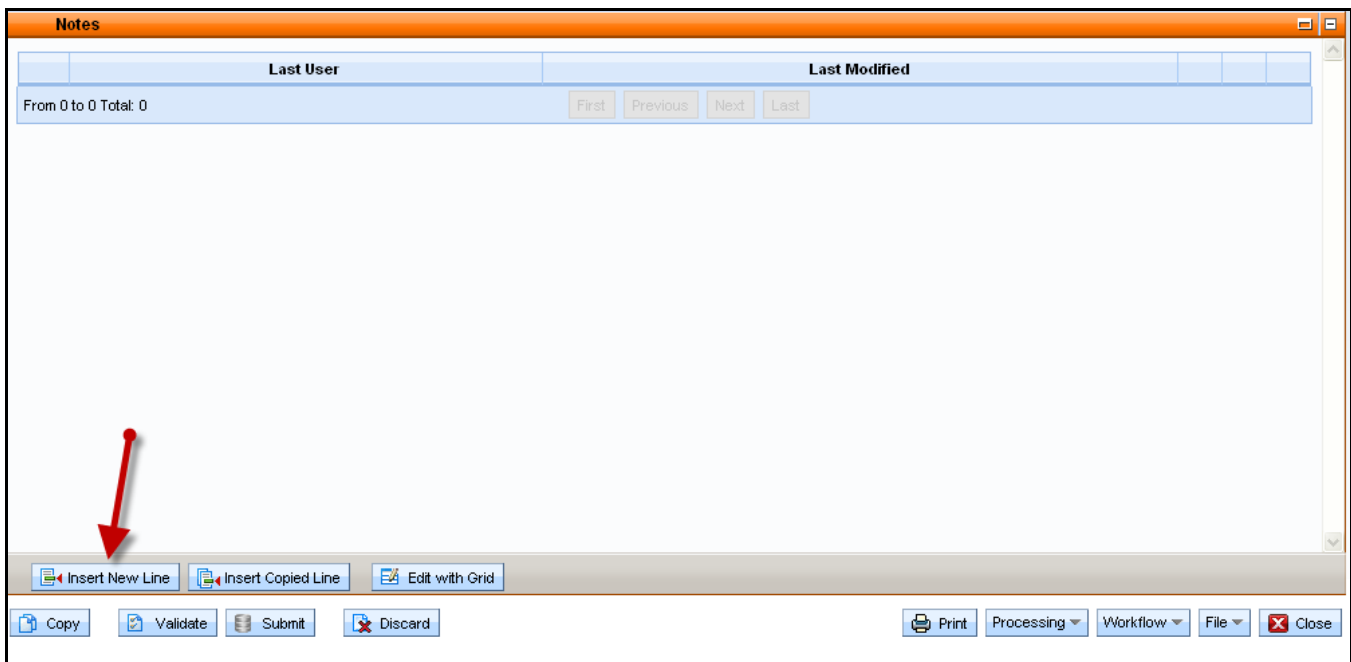 Notes
Last User Last Modified
From 0 to 0 Total: 0 First Previous Next Last
Insert New Line Insert Copied Line Edit with Grid
Copy Validate Submit Discard Print Processing Workflow File Close